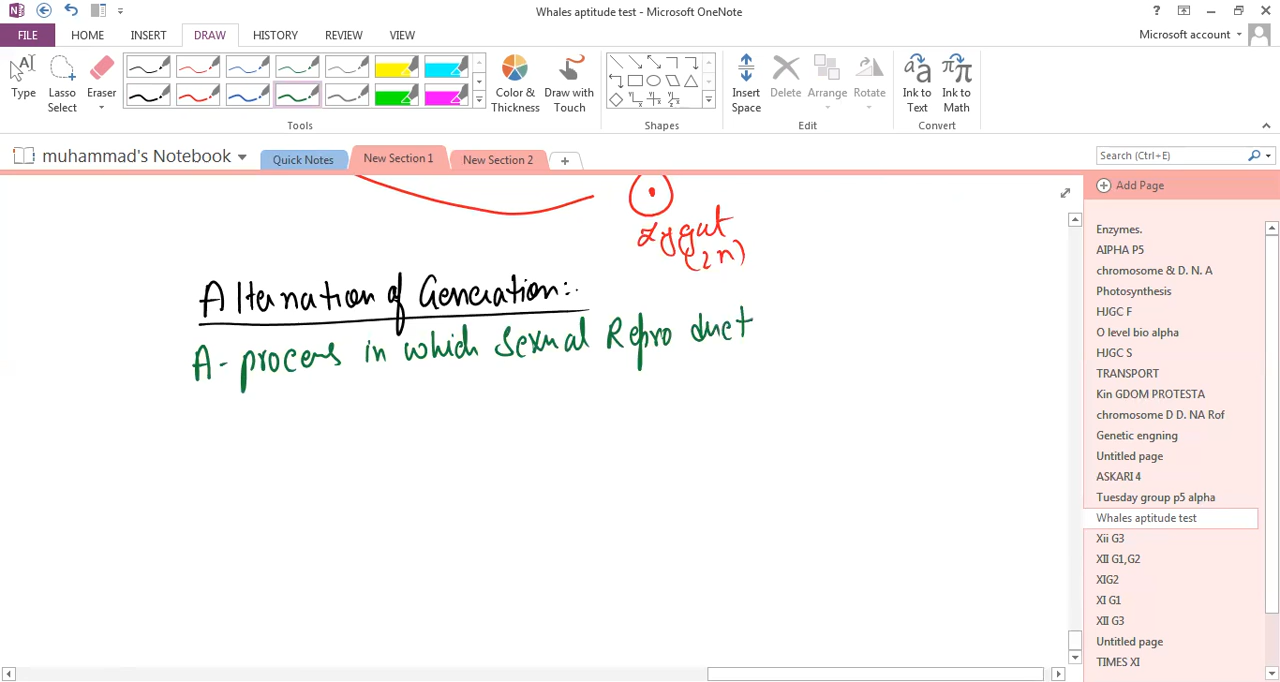 Whales aptitude test - Microsoft OneNote
?
FILE HOME INSERT DRAW HISTORY REVIEW VIEW
Microsoft account
Type
Lasso Select
Eraser
Color & Thickness
Draw with Touch
Insert Space
Delete
Arrange
Rotate
Ink to Text
Ink to Math
Tools
Shapes
Edit
Convert
muhammad's Notebook
Quick Notes
New Section 1
New Section 2
Search (Ctrl+E)
Add Page
Zygut
(2n)
Alternation of Generation:-
A- process in which Sexual Reproduct
Enzymes.
AlPHA P5
chromosome & D. N. A
Photosynthesis
HJGC F
O level bio alpha
HJGC S
TRANSPORT
Kin GDOM PROTESTA
chromosome D D. NA Rof
Genetic engning
Untitled page
ASKARI 4
Tuesday group p5 alpha
Whales aptitude test
Xii G3
XII G1,G2
XIG2
XI G1
XII G3
Untitled page
TIMES XI